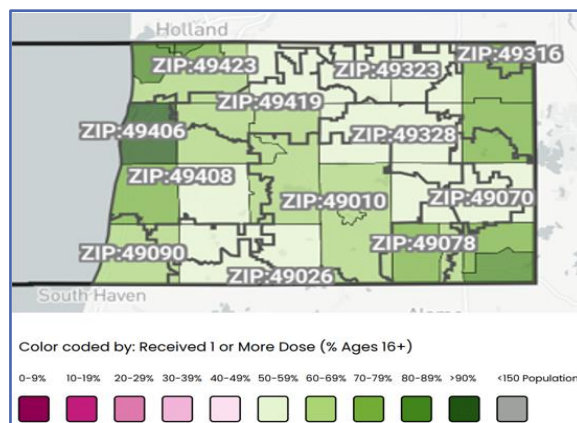 Holland
ZIP:49423
ZIP:49323
ZIP:49316
ZIP:49419
ZIP:49406
ZIP:49328
ZIP:49408
ZIP:49010
ZIP:49070
ZIP:49090
ZIP:49078
ZIP:49026
South Haven
Color coded by: Received 1 or More Dose (% Ages 16+)
0-9% 10-19% 20-29% 30-39% 40-49% 50-59% 60-69% 70-79% 80-89% >90% <150 Population